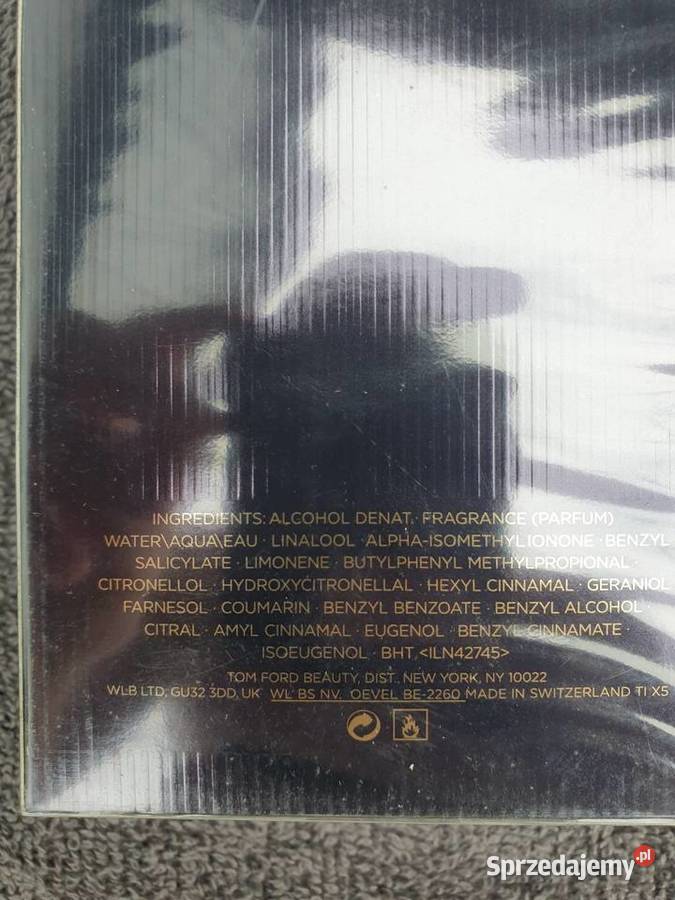 INGREDIENTS: ALCOHOL DENAT. · FRAGRANCE (PARFUM)
WATER\AQUA\EAU · LINALOOL · ALPHA-ISOMETHYL IONONE · BENZYL
SALICYLATE · LIMONENE · BUTYLPHENYL METHYLPROPIONAL ·
CITRONELLOL · HYDROXYCITRONELLAL · HEXYL CINNAMAL · GERANIOL
FARNESOL · COUMARIN · BENZYL BENZOATE · BENZYL ALCOHOL ·
CITRAL · AMYL CINNAMAL · EUGENOL · BENZYL CINNAMATE ·
ISOEUGENOL · BHT <ILN42745>
TOM FORD BEAUTY, DIST. NEW YORK, NY 10022
WLB LTD, GU32 3DD, UK WL BS NV. OEVEL BE-2260 MADE IN SWITZERLAND TI X5
Sprzedajemy.pl